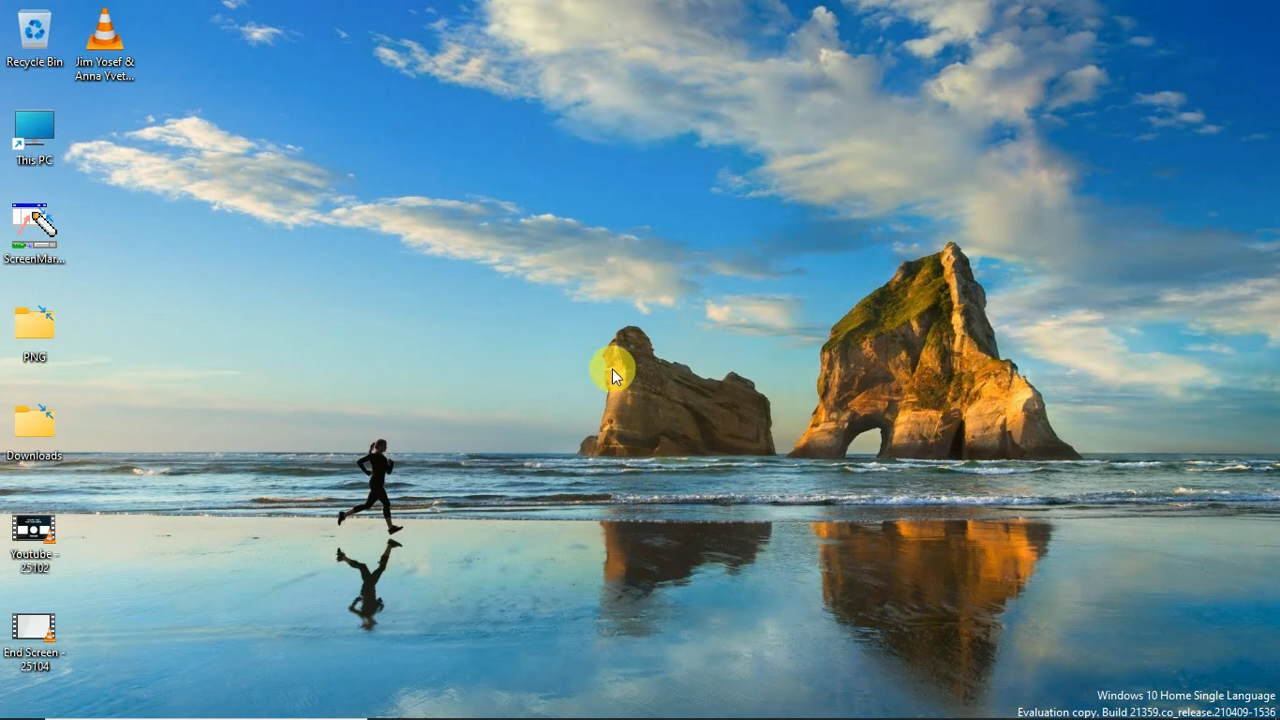 Recycle Bin
Jim Yosef &
Anna Yvet...
This PC
ScreenMar...
PNG
Downloads
Youtube -
25102
End Screen -
25104
Windows 10 Home Single Language
Evaluation copy. Build 21359.co_release.210409-1536